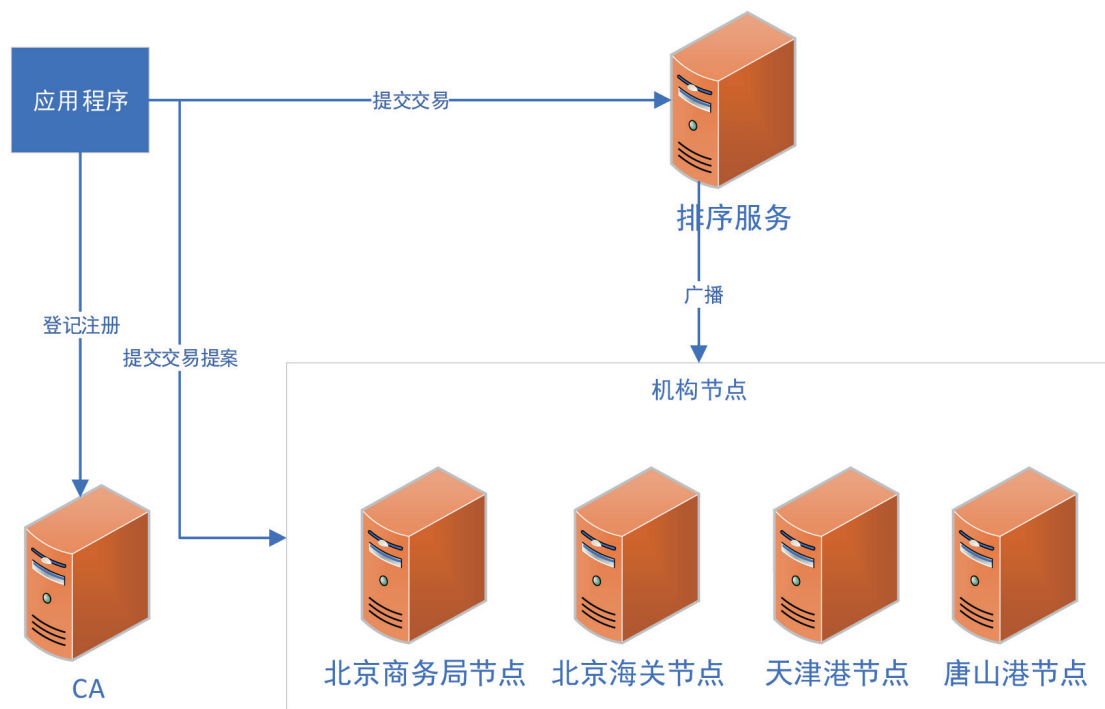 应用程序
提交交易
排序服务
广播
登记注册
提交交易提案
机构节点
北京商务局节点
北京海关节点
天津港节点
唐山港节点
CA